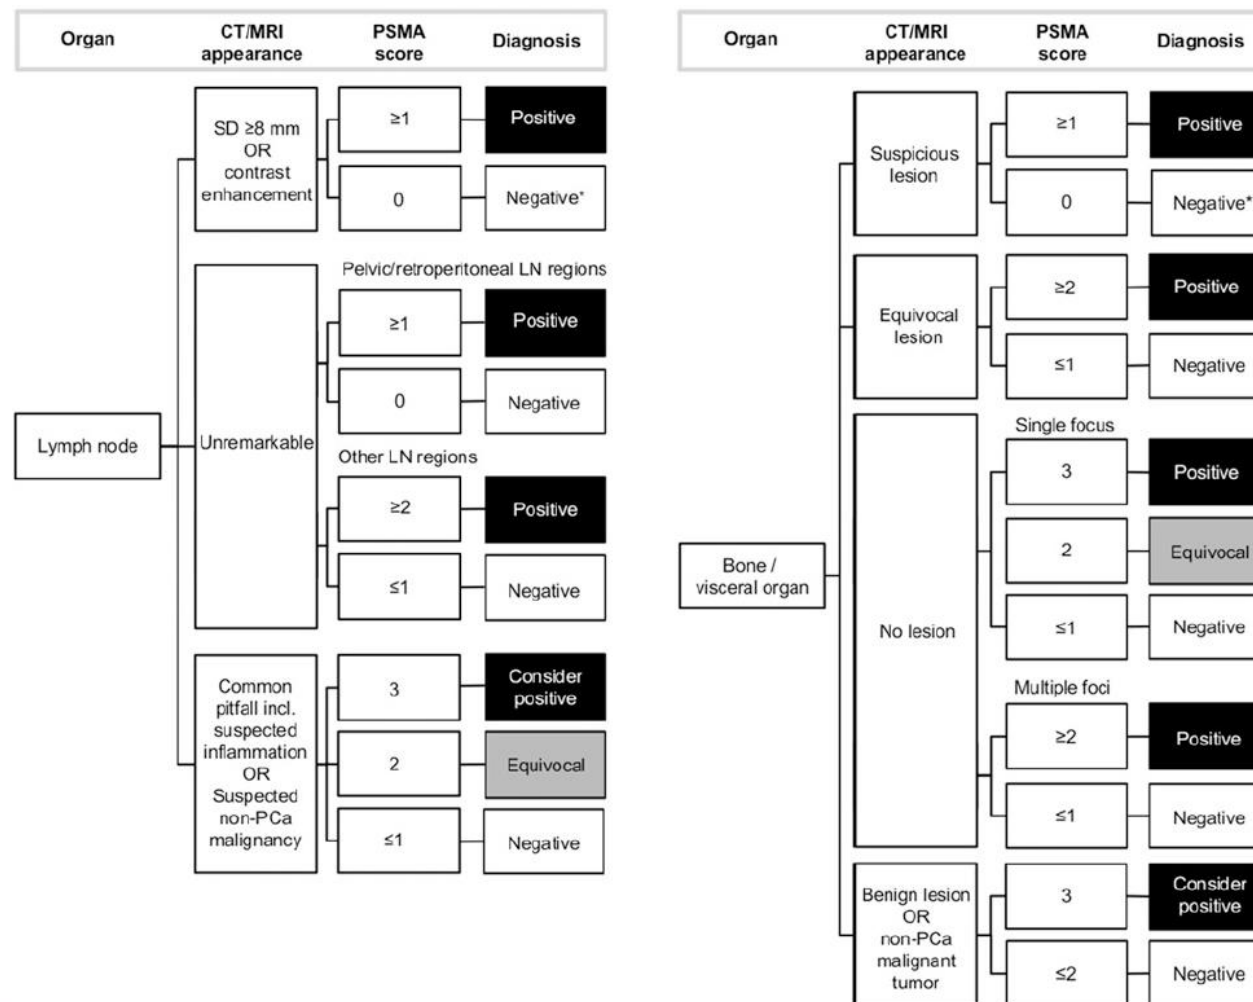 Organ
CT/MRI
appearance
PSMA
score
Diagnosis
Lymph node
SD ≥8 mm
OR
contrast
enhancement
≥1
Positive
0
Negative*
Unremarkable
Pelvic/retroperitoneal LN regions
≥1
Positive
0
Negative
Other LN regions
≥2
Positive
≤1
Negative
Common
pitfall incl.
suspected
inflammation
OR
Suspected
non-PCa
malignancy
3
Consider
positive
2
Equivocal
≤1
Negative
Organ
CT/MRI
appearance
PSMA
score
Diagnosis
Bone /
visceral organ
Suspicious
lesion
≥1
Positive
0
Negative*
Equivocal
lesion
≥2
Positive
≤1
Negative
No lesion
Single focus
3
Positive
2
Equivocal
≤1
Negative
Multiple foci
≥2
Positive
≤1
Negative
Benign lesion
OR
non-PCa
malignant
tumor
3
Consider
positive
≤2
Negative